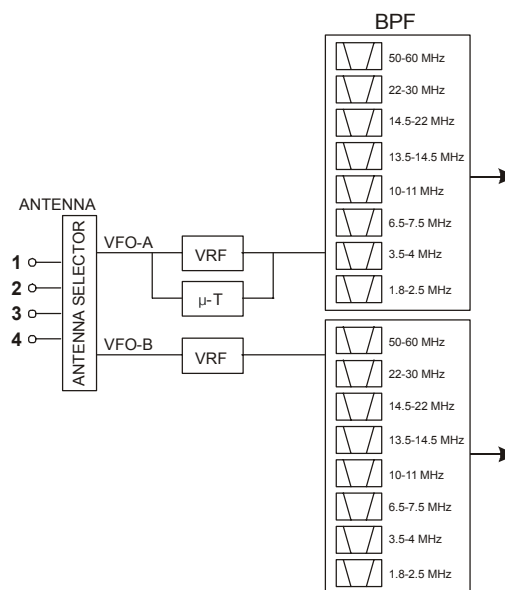 BPF
50-60 MHz
22-30 MHz
14.5-22 MHz
13.5-14.5 MHz
10-11 MHz
6.5-7.5 MHz
3.5-4 MHz
1.8-2.5 MHz
ANTENNA
1
2
3
4
ANTENNA SELECTOR
VFO-A
VRF
μ-T
VFO-B
VRF
50-60 MHz
22-30 MHz
14.5-22 MHz
13.5-14.5 MHz
10-11 MHz
6.5-7.5 MHz
3.5-4 MHz
1.8-2.5 MHz